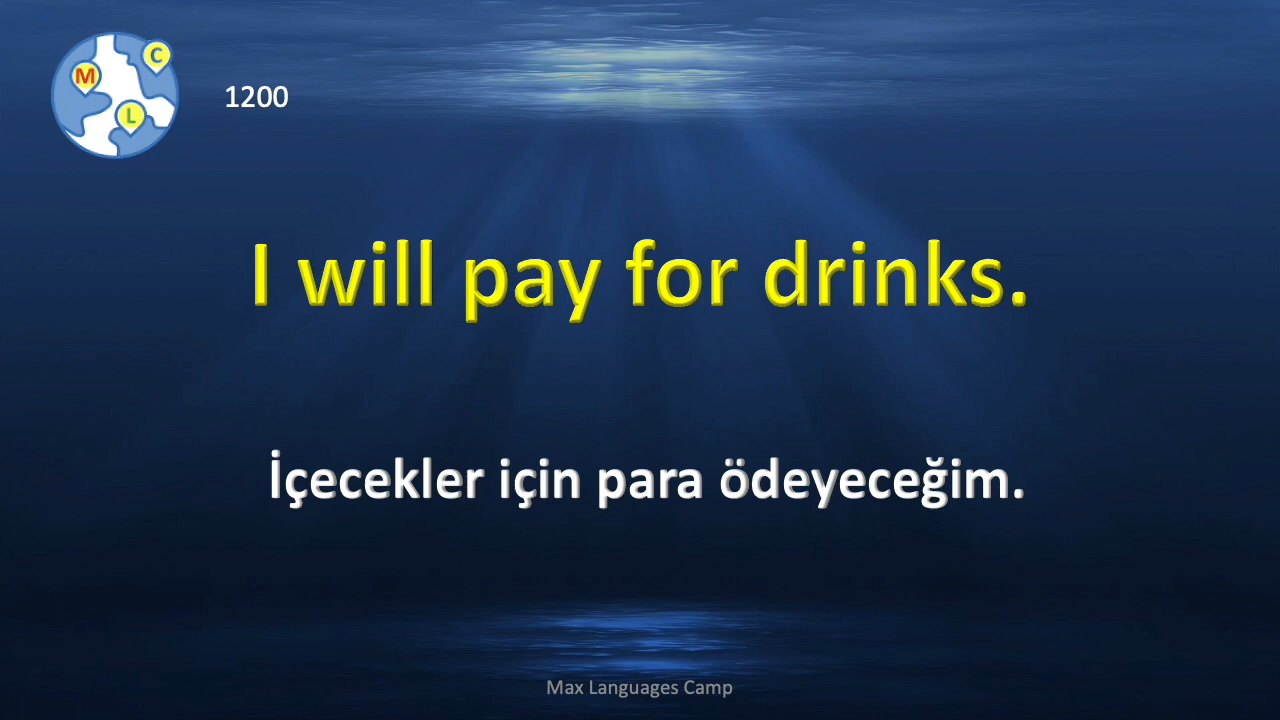 C
M
L
1200
I will pay for drinks.
İçecekler için para ödeyeceğim.
Max Languages Camp